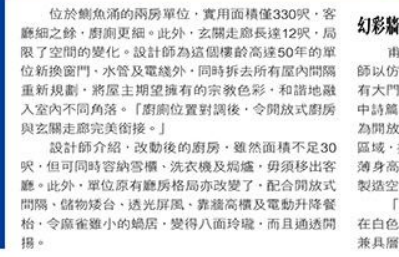 位於鰂魚涌的兩房單位，實用面積僅330呎，客
廳細之餘，廚廁更細。此外，玄關走廊長達12呎，局
限了空間的變化。設計師為這個樓齡高達50年的單
位新換窗門、水管及電綫外，同時拆去所有屋內間隔
重新規劃，將屋主期望擁有的宗教色彩，和諧地融
入室內不同角落。「廚廁位置對調後，令開放式廚房
與玄關走廊完美銜接。」
設計師介紹，改動後的廚房，雖然面積不足30
呎，但可同時容納雪櫃、洗衣機及焗爐，毋須移出客
廳。此外，單位原有廳房格局亦改變了，配合開放式
間隔、儲物矮台、透光屏風、靠牆高櫃及電動升降餐
枱，令麻雀雖小的蝸居，變得八面玲瓏，而且通透開
揚。
幻彩牆
師以仿
有大門
中詩篇
為開放
區域，
薄身高
製造空
「
在白色
兼具層